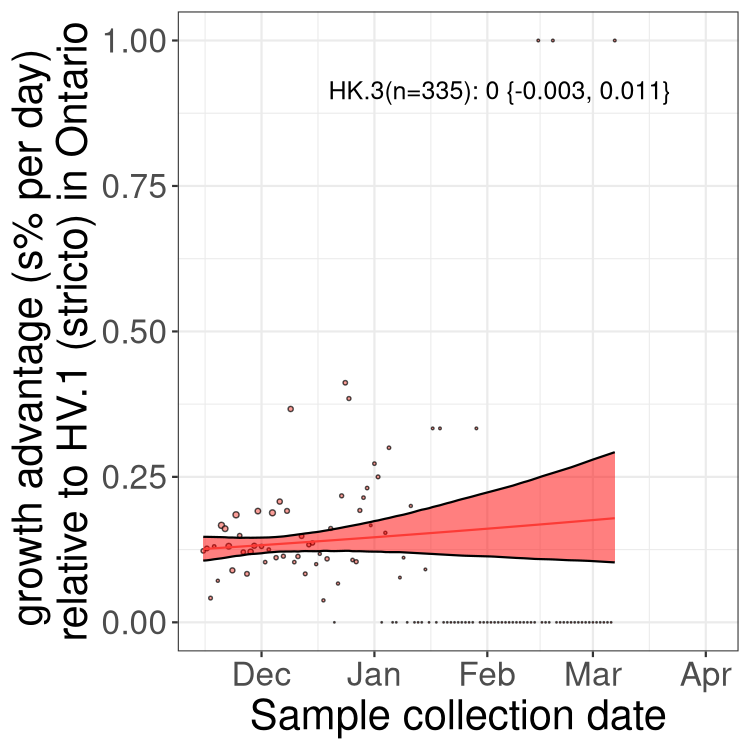 growth advantage (s% per day)
relative to HV.1 (stricto) in Ontario
1.00
0.75
0.50
0.25
0.00
HK.3(n=335): 0 {-0.003, 0.011}
Dec Jan Feb Mar Apr
Sample collection date